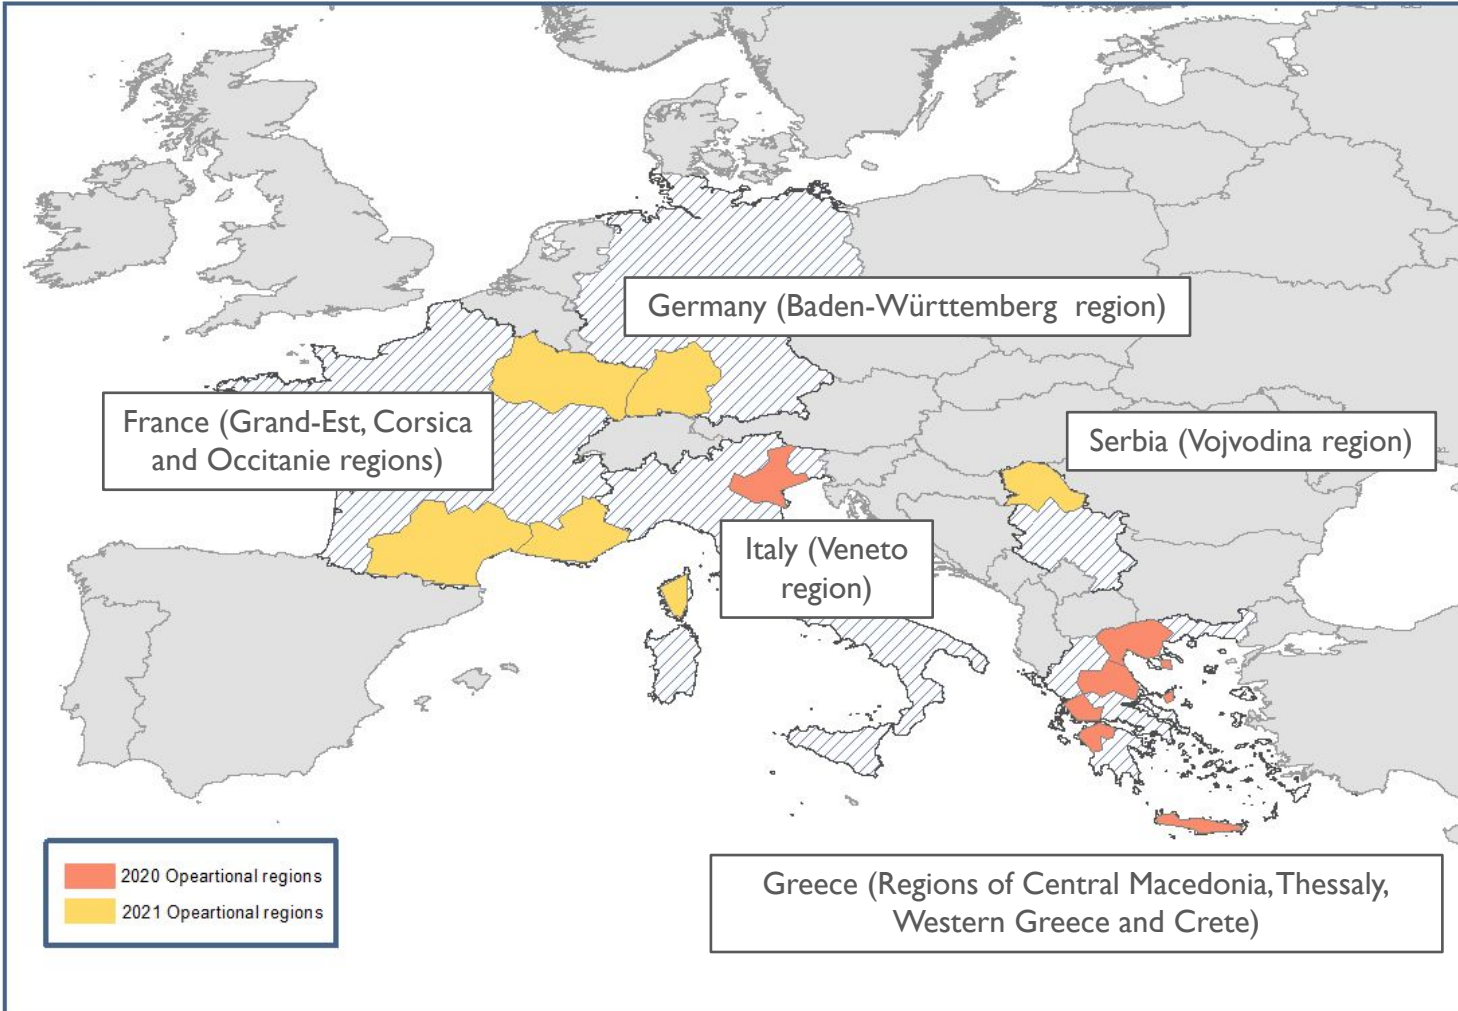 Germany (Baden-Württemberg region)
France (Grand-Est, Corsica
and Occitanie regions)
Serbia (Vojvodina region)
Italy (Veneto
region)
2020 Opeartional regions
2021 Opeartional regions
Greece (Regions of Central Macedonia, Thessaly,
Western Greece and Crete)